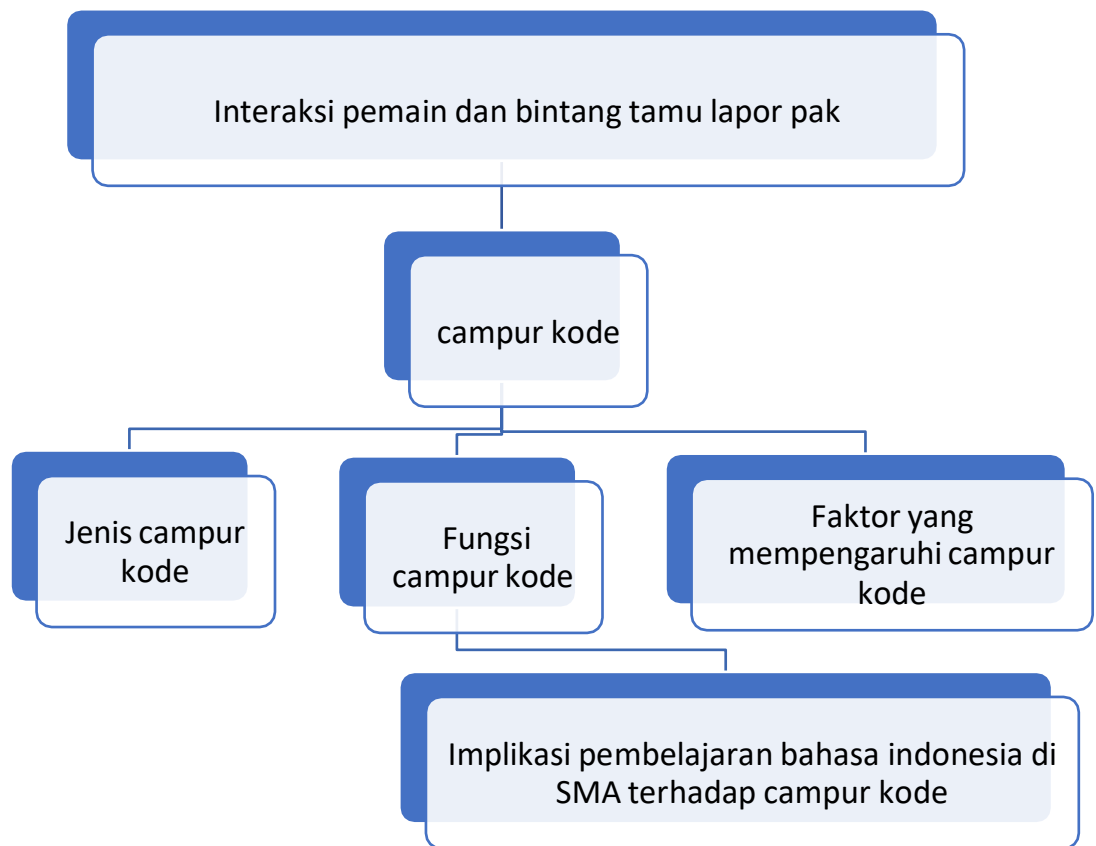 Interaksi pemain dan bintang tamu lapor pak
campur kode
Jenis campur
kode
Fungsi
campur kode
Faktor yang
mempengaruhi campur
kode
Implikasi pembelajaran bahasa indonesia di
SMA terhadap campur kode